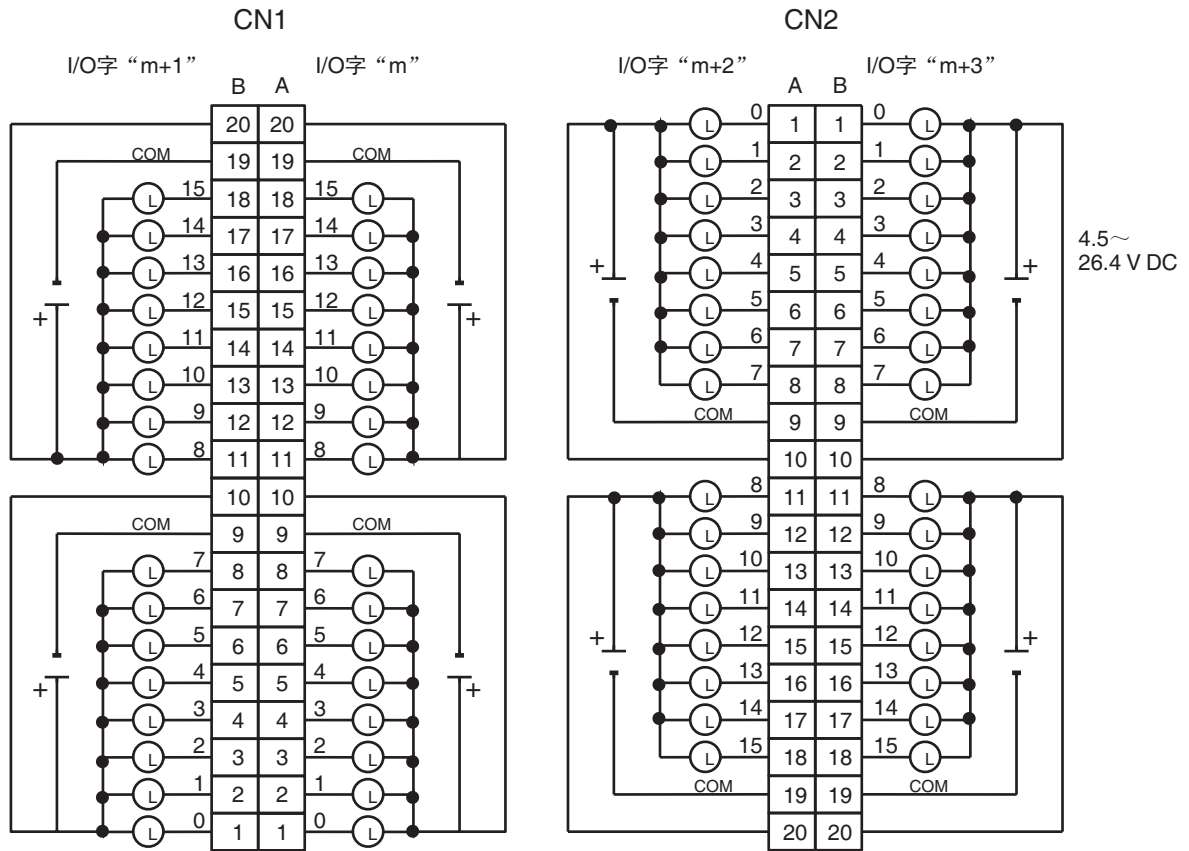 CN1
I/O字“m+1” I/O字“m”
B A
20 20
COM 19 19 COM
15 18 18 15
14 17 17 14
13 16 16 13
12 15 15 12
+ +
11 14 14 11
10 13 13 10
9 12 12 9
8 11 11 8
10 10
COM 9 9 COM
7 8 8 7
6 7 7 6
5 6 6 5
4 5 5 4
+ +
3 4 4 3
2 3 3 2
1 2 2 1
0 1 1 0
L L L L L L L L L L L L L L L L
L L L L L L L L L L L L L L L L
CN2
I/O字“m+2” I/O字“m+3”
A B
0 1 1 0
1 2 2 1
2 3 3 2
3 4 4 3
4 5 5 4
+ +
5 6 6 5
6 7 7 6
7 8 8 7
COM 9 9 COM
10 10
8 11 11 8
9 12 12 9
10 13 13 10
11 14 14 11
12 15 15 12
+ +
13 16 16 13
14 17 17 14
15 18 18 15
COM 19 19 COM
20 20
L L L L L L L L L L L L L L L L
L L L L L L L L L L L L L L L L
4.5～
26.4 V DC